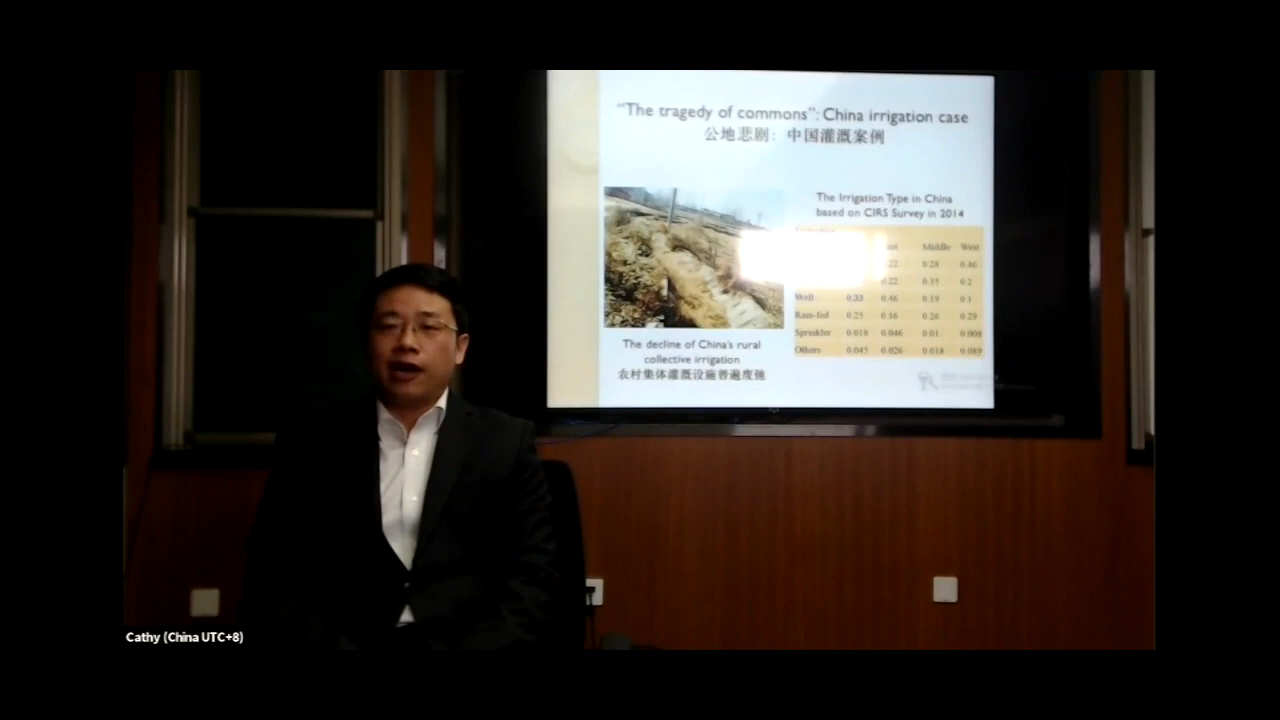 “The tragedy of commons”: China irrigation case
公地悲剧：中国灌溉案例
The Irrigation Type in China
based on CIRS Survey in 2014
Middle West
0.28 0.46
0.22 0.35 0.2
Well 0.33 0.46 0.19 0.1
Rain-fed 0.25 0.16 0.26 0.29
Sprinkler 0.018 0.046 0.01 0.008
Others 0.045 0.026 0.018 0.089
The decline of China's rural
collective irrigation
农村集体灌溉设施普遍废弛
Cathy (China UTC+8)